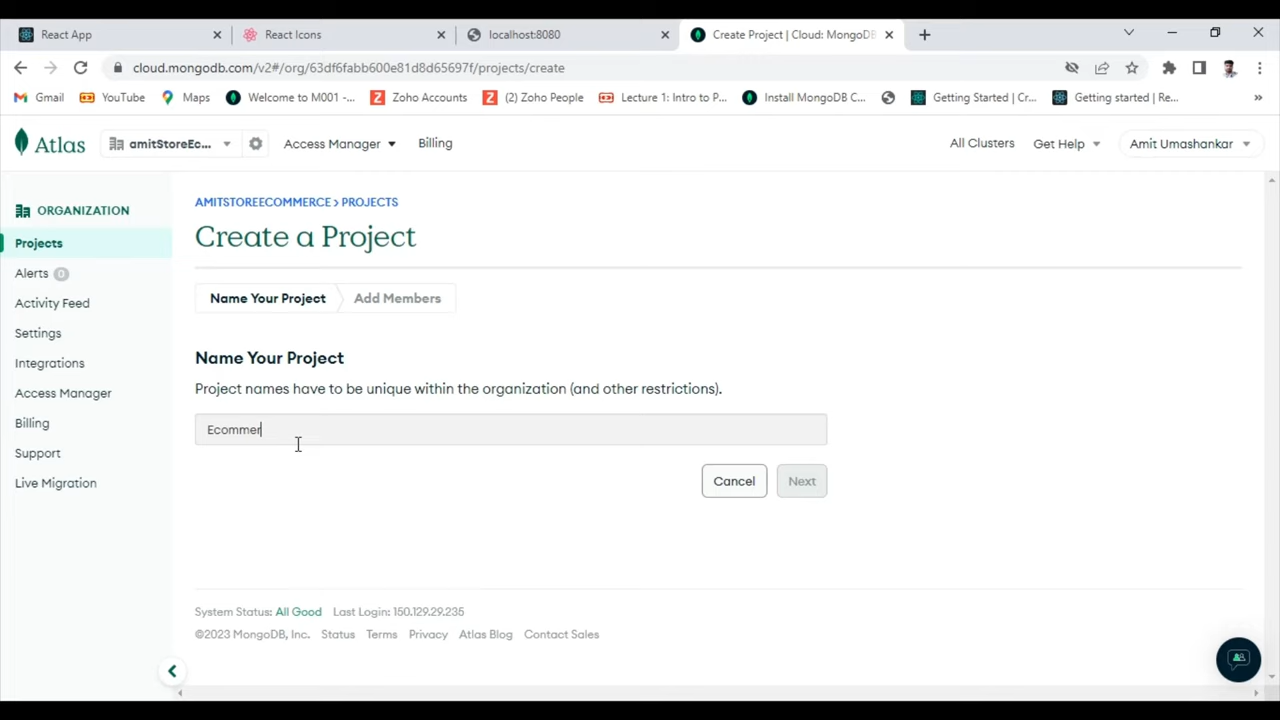 React App
React Icons
localhost:8080
Create Project | Cloud: MongoDB
cloud.mongodb.com/v2#/org/63df6fabb600e81d8d65697f/projects/create
Gmail
YouTube
Maps
Welcome to M001 -...
Zoho Accounts
(2) Zoho People
Lecture 1: Intro to P...
Install MongoDB C...
Getting Started | Cr...
Getting started | Re...
Atlas
amitStoreEc...
Access Manager
Billing
All Clusters
Get Help
Amit Umashankar
ORGANIZATION
Projects
Alerts 0
Activity Feed
Settings
Integrations
Access Manager
Billing
Support
Live Migration
AMITSTOREECOMMERCE > PROJECTS
Create a Project
Name Your Project
Add Members
Name Your Project
Project names have to be unique within the organization (and other restrictions).
Ecommer
Cancel
Next
System Status: All Good Last Login: 150.129.29.235
©2023 MongoDB, Inc. Status Terms Privacy Atlas Blog Contact Sales